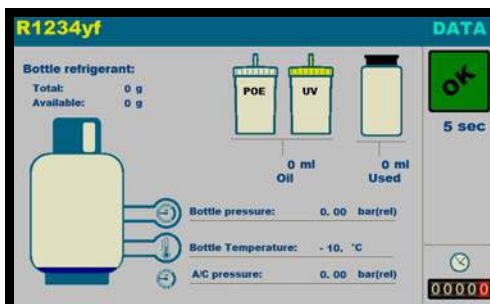 R1234yf DATA
Bottle refrigerant:
Total: 0 g
Available: 0 g
POE UV
OK
5 sec
0 ml 0 ml
Oil Used
Bottle pressure: 0. 00 bar(rel)
Bottle Temperature: - 10. °C
A/C pressure: 0. 00 bar(rel)
00000